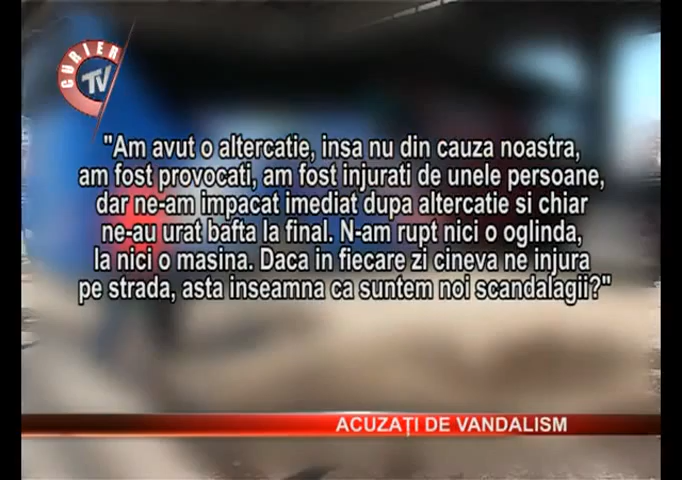 CURIER
TV
"Am avut o altercatie, insa nu din cauza noastra,
am fost provocati, am fost injurati de unele persoane,
dar ne-am impacat imediat dupa altercatie si chiar
ne-au urat bafta la final. N-am rupt nici o oglinda,
la nici o masina. Daca in fiecare zi cineva ne injura
pe strada, asta inseamna ca suntem noi scandalagii?"
ACUZAȚI DE VANDALISM